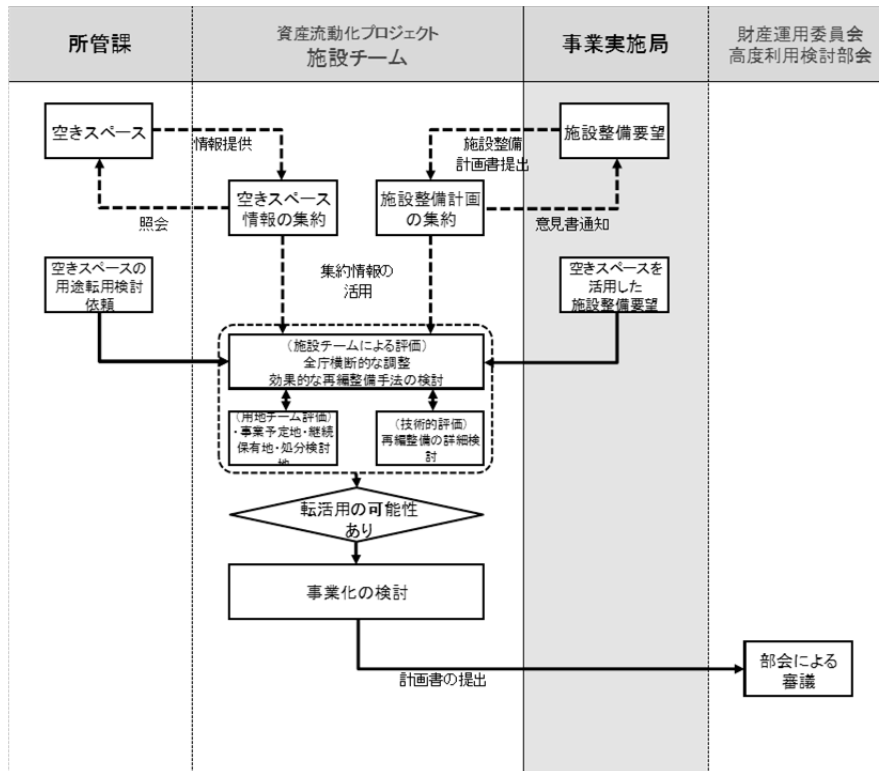 所管課
資産流動化プロジェクト
施設チーム
事業実施局
財産運用委員会
高度利用検討部会
空きスペース
情報提供
施設整備
計画書提出
施設整備要望
照会
空きスペース
情報の集約
施設整備計画
の集約
意見書通知
空きスペースの
用途転用検討
依頼
集約情報の
活用
空きスペースを
活用した
施設整備要望
(施設チームによる評価)
全庁横断的な調整
効果的な再編整備手法の検討
(用地チーム評価)
・事業予定地・継続
保有地・処分検討
地
(技術的評価)
再編整備の詳細検
討
転活用の可能性
あり
事業化の検討
計画書の提出
部会による
審議